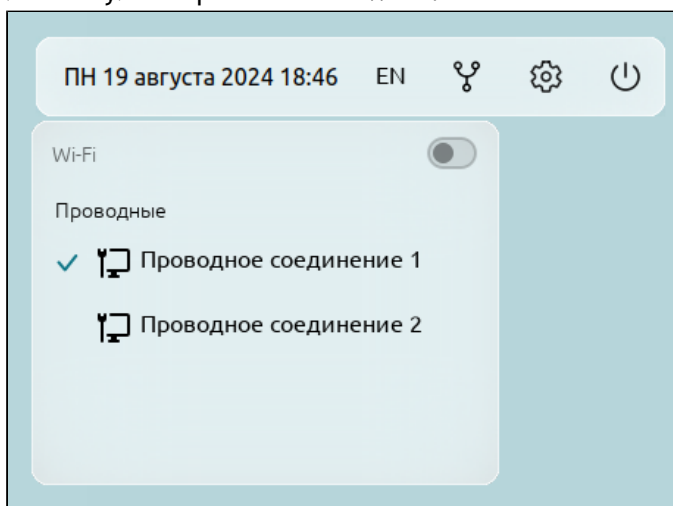 ПН 19 августа 2024 18:46 EN
Wi-Fi
Проводные
Проводное соединение 1
Проводное соединение 2